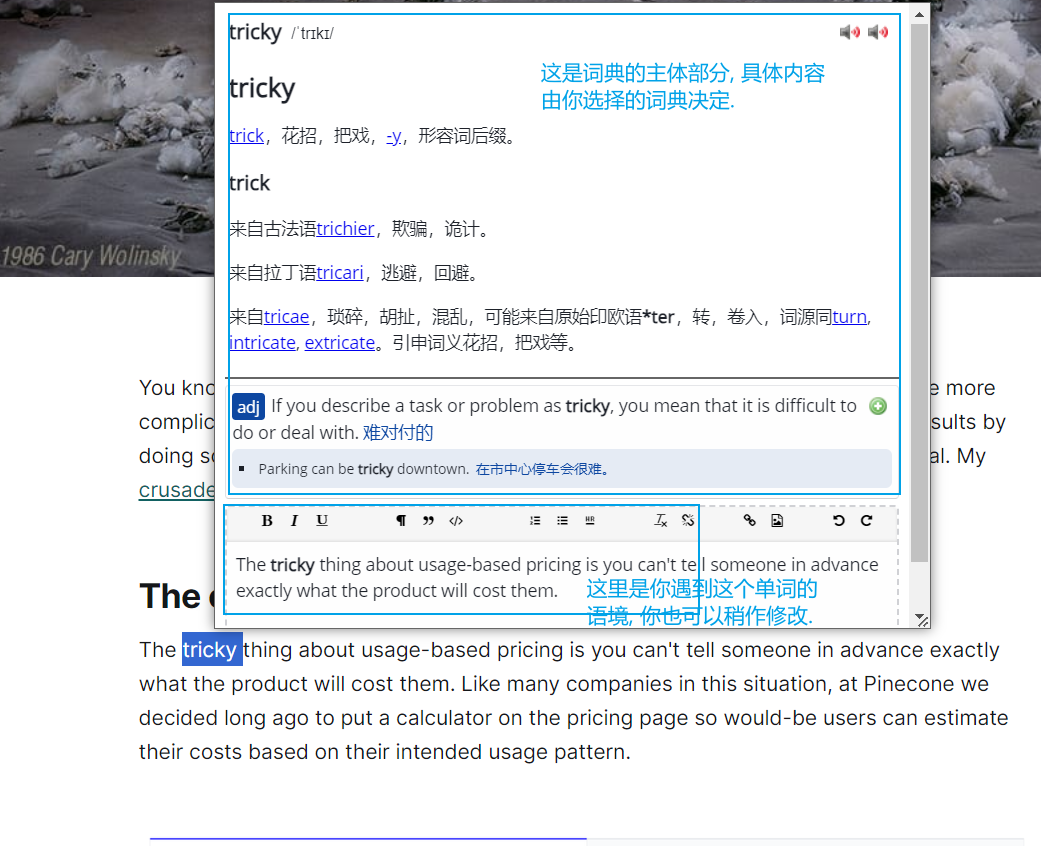 tricky /ˈtrɪkɪ/
这是词典的主体部分, 具体内容
由你选择的词典决定.
tricky
trick，花招，把戏，-y，形容词后缀。
trick
来自古法语trichier，欺骗，诡计。
来自拉丁语tricari，逃避，回避。
来自tricae，琐碎，胡扯，混乱，可能来自原始印欧语*ter，转，卷入，词源同turn,
intricate, extricate。引申词义花招，把戏等。
adj If you describe a task or problem as tricky, you mean that it is difficult to
do or deal with. 难对付的
Parking can be tricky downtown. 在市中心停车会很难。
B I U ¶ ” </> HR
The tricky thing about usage-based pricing is you can't tell someone in advance
exactly what the product will cost them.
这里是你遇到这个单词的
语境, 你也可以稍作修改.
1986 Cary Wolinsky
You
more
sults by
doing
My
crusade
The
The tricky thing about usage-based pricing is you can't tell someone in advance exactly
what the product will cost them. Like many companies in this situation, at Pinecone we
decided long ago to put a calculator on the pricing page so would-be users can estimate
their costs based on their intended usage pattern.